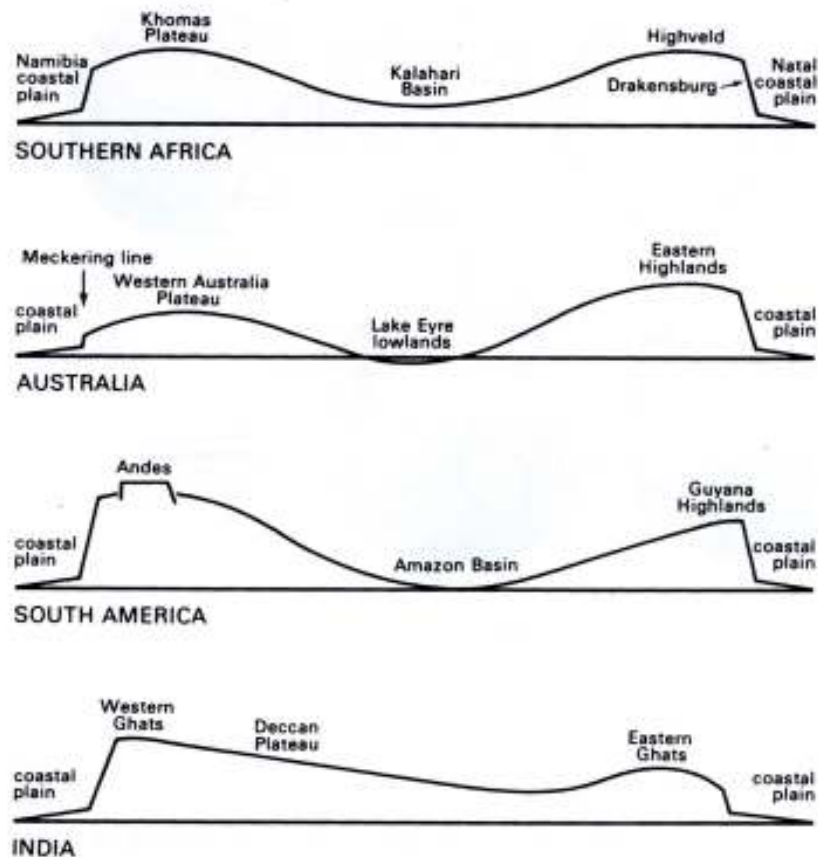 Khomas
Plateau
Highveld
Namibia
coastal
plain
Kalahari
Basin
Drakensburg
Natal
coastal
plain
SOUTHERN AFRICA
Meckering line
Western Australia
Plateau
Eastern
Highlands
coastal
plain
Lake Eyre
lowlands
coastal
plain
AUSTRALIA
Andes
Guyana
Highlands
coastal
plain
Amazon Basin
coastal
plain
SOUTH AMERICA
Western
Ghats
Deccan
Plateau
Eastern
Ghats
coastal
plain
coastal
plain
INDIA